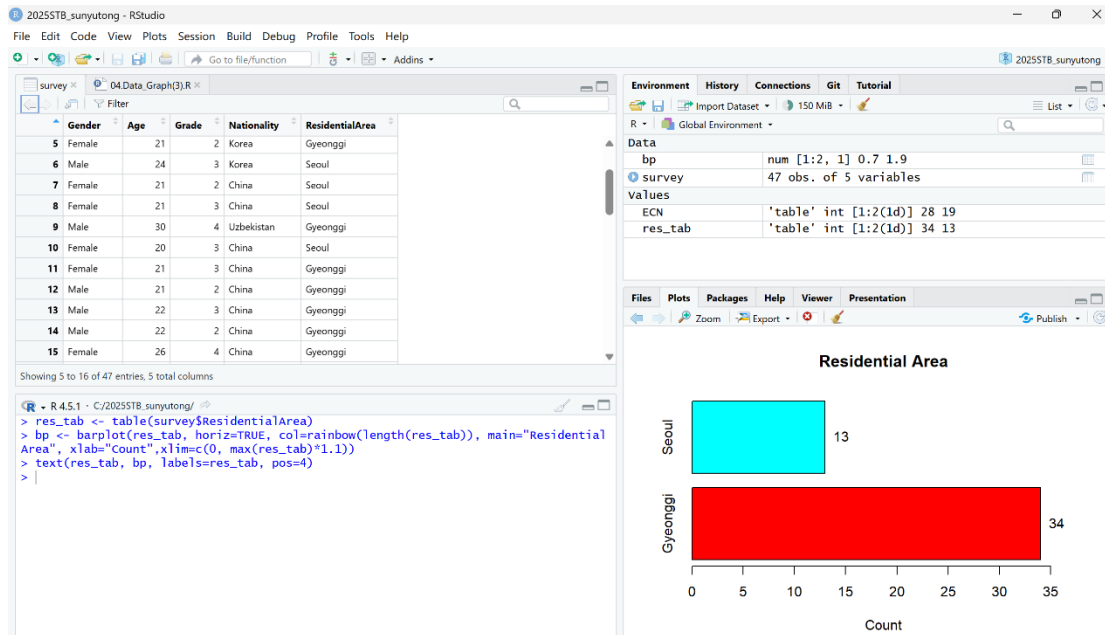 2025STB_sunyutong - RStudio
File Edit Code View Plots Session Build Debug Profile Tools Help
Go to file/function Addins 2025STB_sunyutong
survey 04.Data_Graph(3).R
Filter
Gender Age Grade Nationality ResidentialArea
5 Female 21 2 Korea Gyeonggi
6 Male 24 3 Korea Seoul
7 Female 21 2 China Seoul
8 Female 21 3 China Seoul
9 Male 30 4 Uzbekistan Gyeonggi
10 Female 20 3 China Seoul
11 Female 21 3 China Gyeonggi
12 Male 21 2 China Gyeonggi
13 Male 22 3 China Gyeonggi
14 Male 22 2 China Gyeonggi
15 Female 26 4 China Gyeonggi
Showing 5 to 16 of 47 entries, 5 total columns
R 4.5.1 · C:/2025STB_sunyutong/
> res_tab <- table(survey$ResidentialArea)
> bp <- barplot(res_tab, horiz=TRUE, col=rainbow(length(res_tab)), main="Residential
Area", xlab="Count",xlim=c(0, max(res_tab)*1.1))
> text(res_tab, bp, labels=res_tab, pos=4)
>
Environment History Connections Git Tutorial
Import Dataset 150 MiB List
R Global Environment
Data
bp num [1:2, 1] 0.7 1.9
survey 47 obs. of 5 variables
Values
ECN 'table' int [1:2(1d)] 28 19
res_tab 'table' int [1:2(1d)] 34 13
Files Plots Packages Help Viewer Presentation
Zoom Export Publish
Residential Area
Seoul
13
Gyeonggi
34
0 5 10 15 20 25 30 35
Count